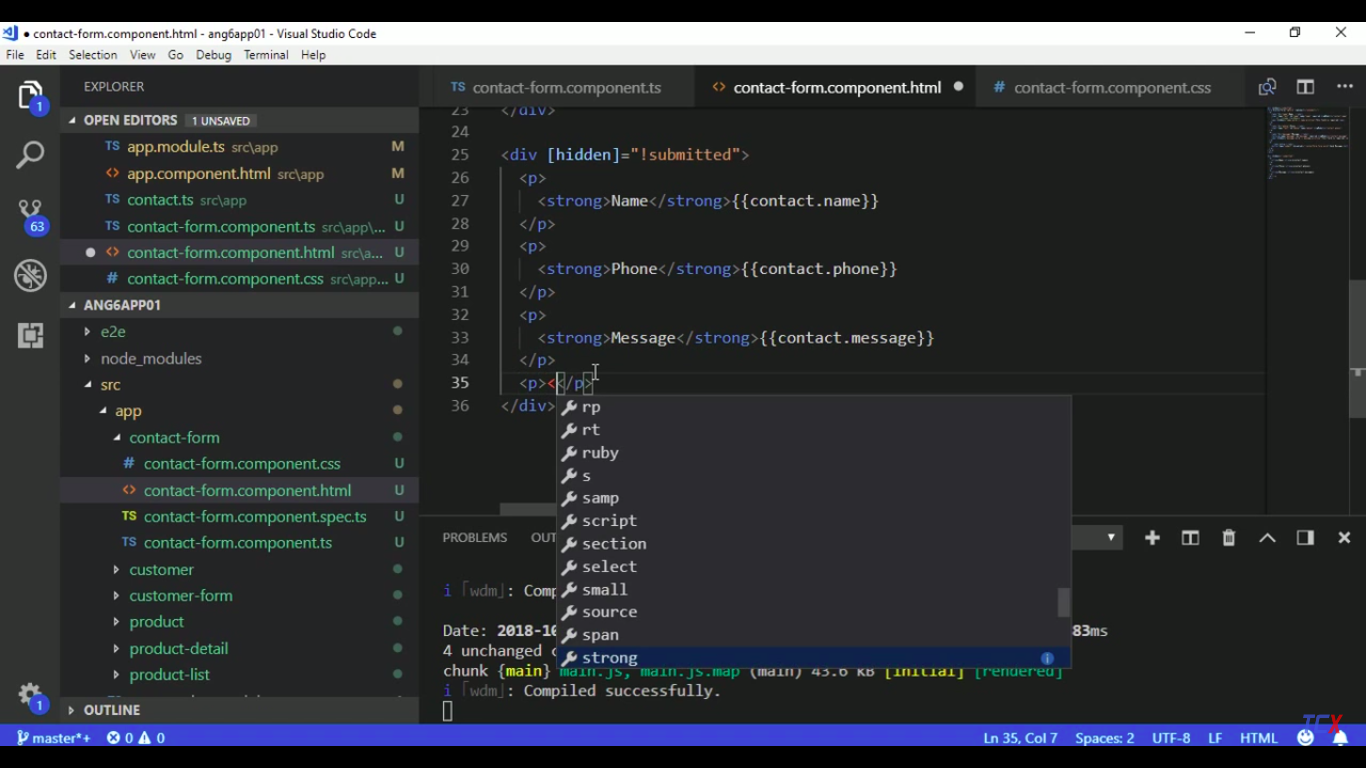 contact-form.component.html - ang6app01 - Visual Studio Code
File Edit Selection View Go Debug Terminal Help
EXPLORER
TS contact-form.component.ts
<> contact-form.component.html
# contact-form.component.css
OPEN EDITORS 1 UNSAVED
TS app.module.ts src\app M
<> app.component.html src\app M
TS contact.ts src\app U
TS contact-form.component.ts src\app\... U
<> contact-form.component.html src\a... U
# contact-form.component.css src\app... U
ANG6APP01
e2e
node_modules
src
app
contact-form
# contact-form.component.css U
<> contact-form.component.html U
TS contact-form.component.spec.ts U
TS contact-form.component.ts U
customer
customer-form
product
product-detail
product-list
OUTLINE
1
63
1
23 </div>
24
25 <div [hidden]="!submitted">
26 <p>
27 <strong>Name</strong>{{contact.name}}
28 </p>
29 <p>
30 <strong>Phone</strong>{{contact.phone}}
31 </p>
32 <p>
33 <strong>Message</strong>{{contact.message}}
34 </p>
35 <p><</p>
36 </div>
rp
rt
ruby
s
samp
script
section
select
small
source
span
strong
PROBLEMS OU
i ｢wdm｣: Comp
Date: 2018-10 83ms
4 unchanged c
chunk {main} main.js, main.js.map (main) 43.6 kB [initial] [rendered]
i ｢wdm｣: Compiled successfully.
master*+ 0 0
Ln 35, Col 7 Spaces: 2 UTF-8 LF HTML
TCX